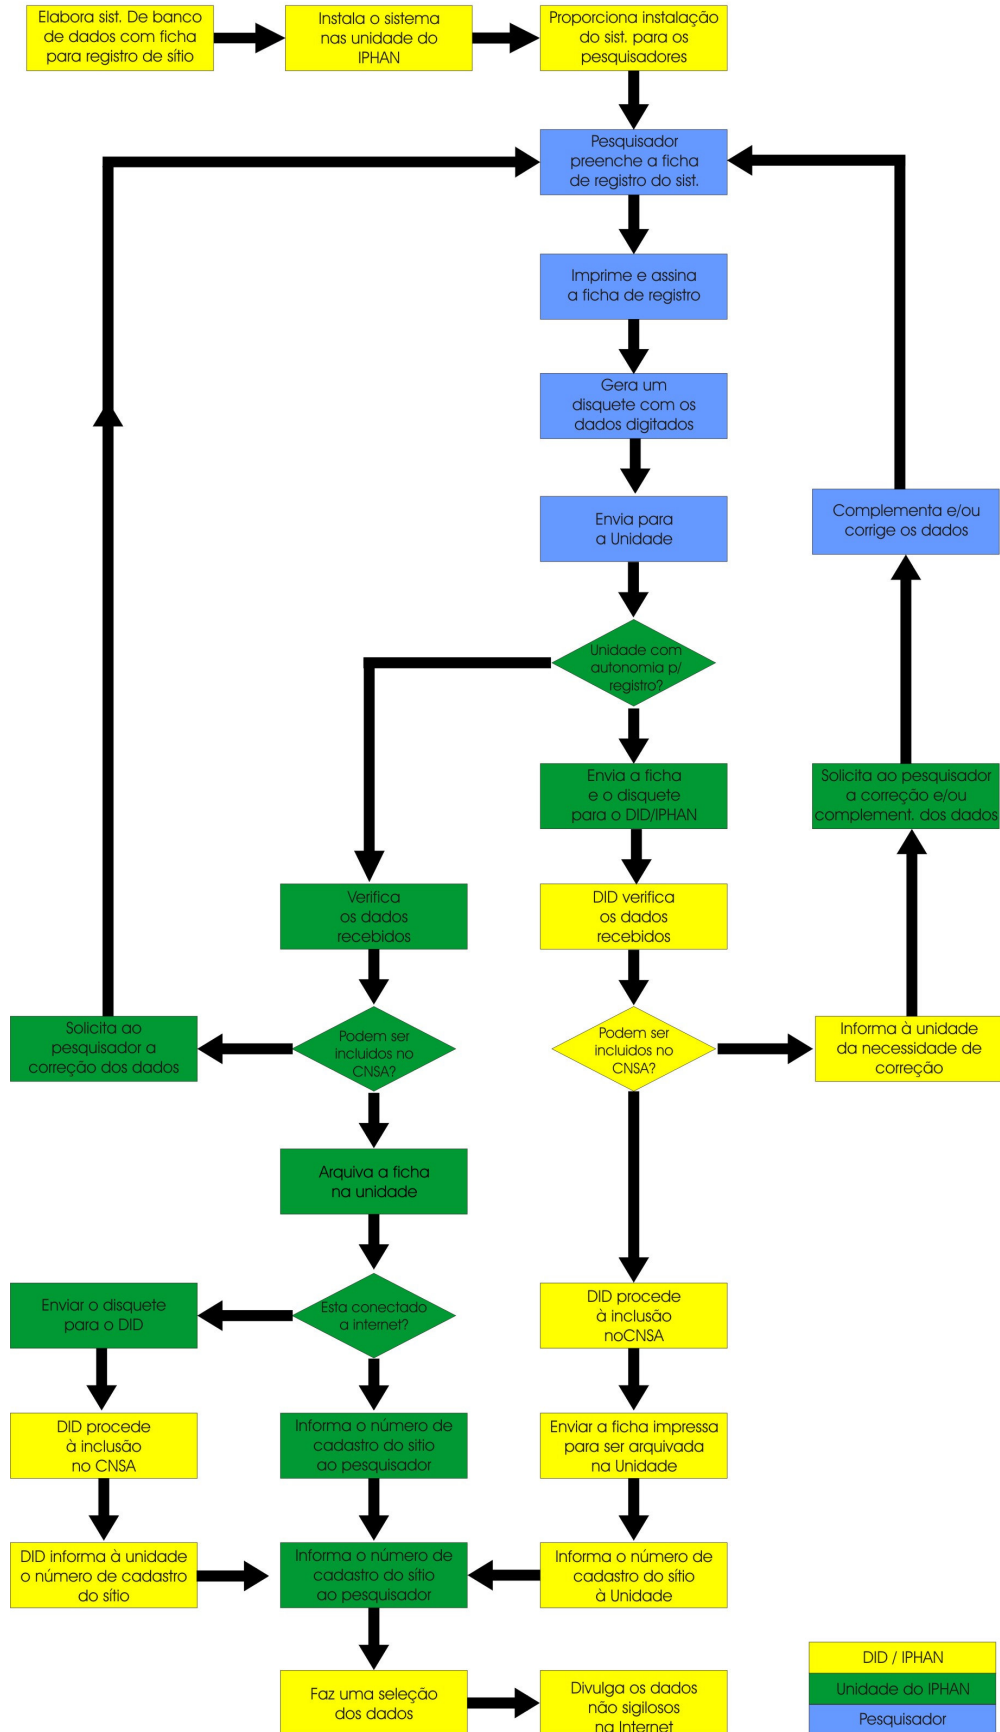 Elabora sist. De banco
de dados com ficha
para registro de sítio
Instala o sistema
nas unidade do
IPHAN
Proporciona instalação
do sist. para os
pesquisadores
Pesquisador
preenche a ficha
de registro do sist.
Imprime e assina
a ficha de registro
Gera um
disquete com os
dados digitados
Envia para
a Unidade
Complementa e/ou
corrige os dados
Unidade com
autonomia p/
registro?
Envia a ficha
e o disquete
para o DID/IPHAN
Solicita ao pesquisador
a correção e/ou
complement. dos dados
Verifica
os dados
recebidos
DID verifica
os dados
recebidos
Solicita ao
pesquisador a
correção dos dados
Podem ser
incluidos no
CNSA?
Podem ser
incluidos no
CNSA?
Informa à unidade
da necessidade de
correção
Arquiva a ficha
na unidade
Enviar o disquete
para o DID
Esta conectado
a internet?
DID procede
à inclusão
noCNSA
DID procede
à inclusão
no CNSA
Informa o número de
cadastro do sitio
ao pesquisador
Enviar a ficha impressa
para ser arquivada
na Unidade
DID informa à unidade
o número de cadastro
do sítio
Informa o número de
cadastro do sítio
ao pesquisador
Informa o número de
cadastro do sítio
à Unidade
Faz uma seleção
dos dados
Divulga os dados
não sigilosos
na Internet
DID / IPHAN
Unidade do IPHAN
Pesquisador